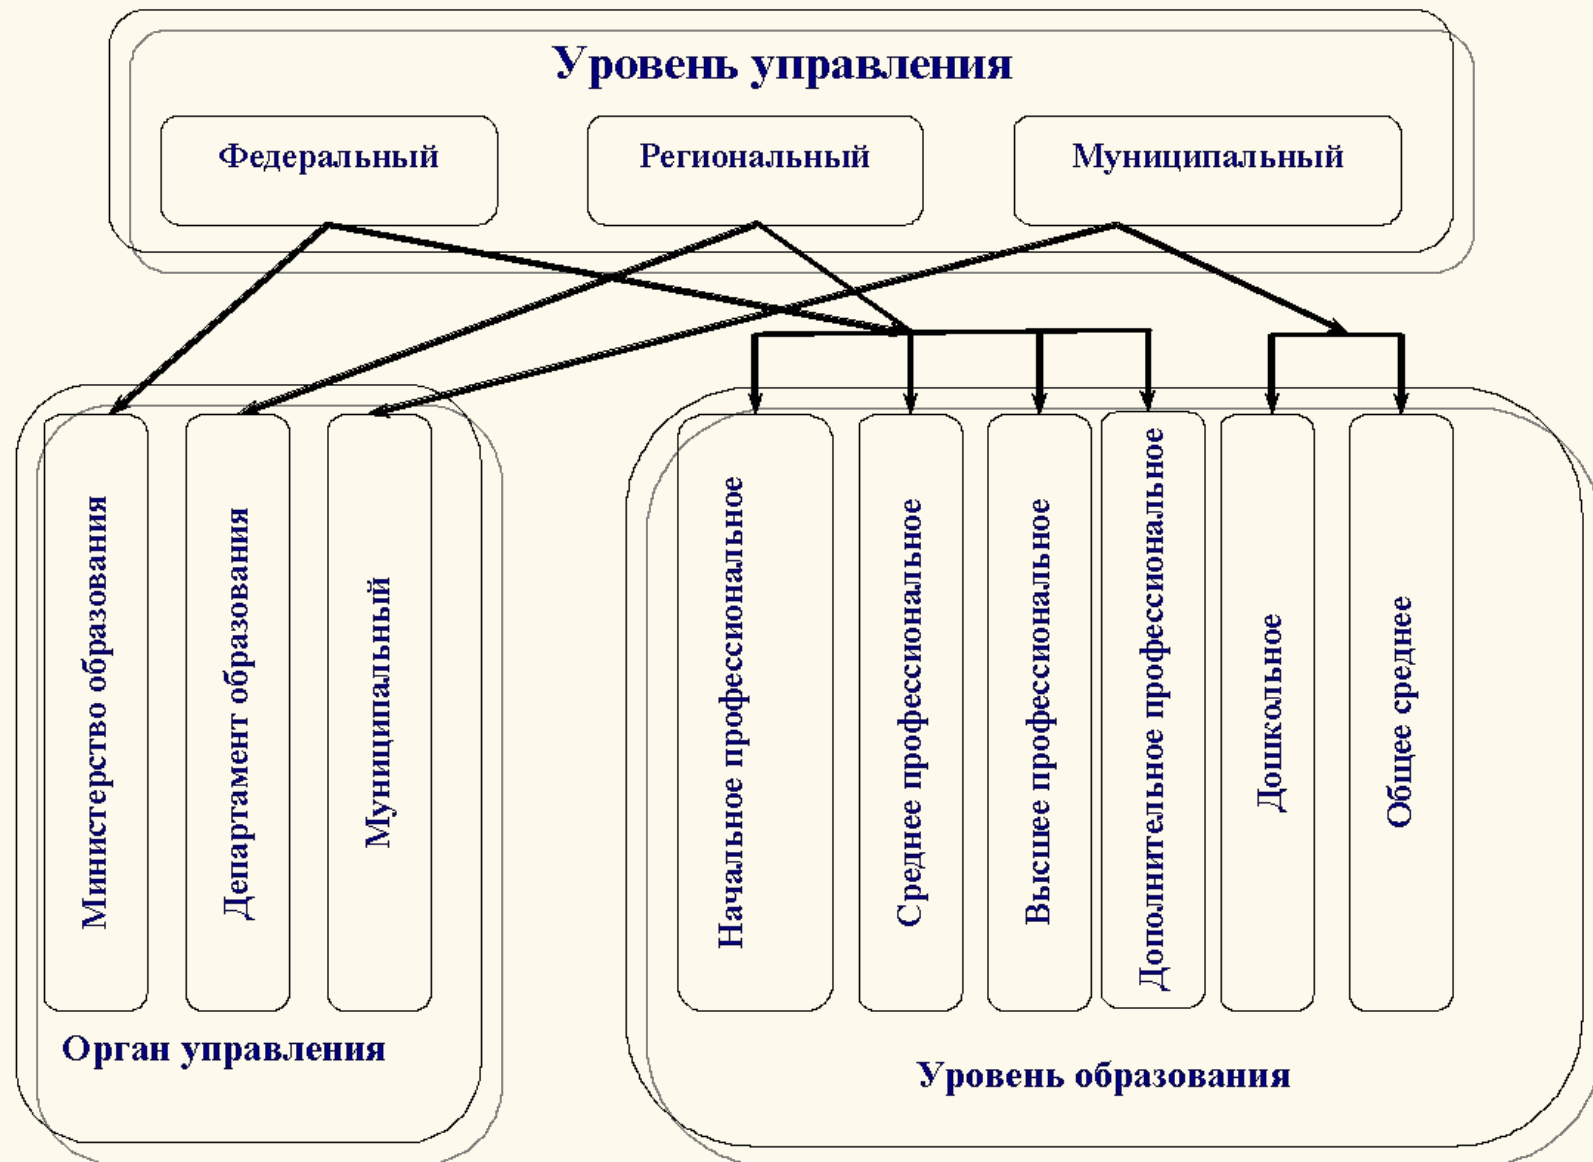 Уровень управления
Федеральный
Региональный
Муниципальный
Министерство образования
Департамент образования
Муниципальный
Орган управления
Начальное профессиональное
Среднее профессиональное
Высшее профессиональное
Дополнительное профессиональное
Дошкольное
Общее среднее
Уровень образования